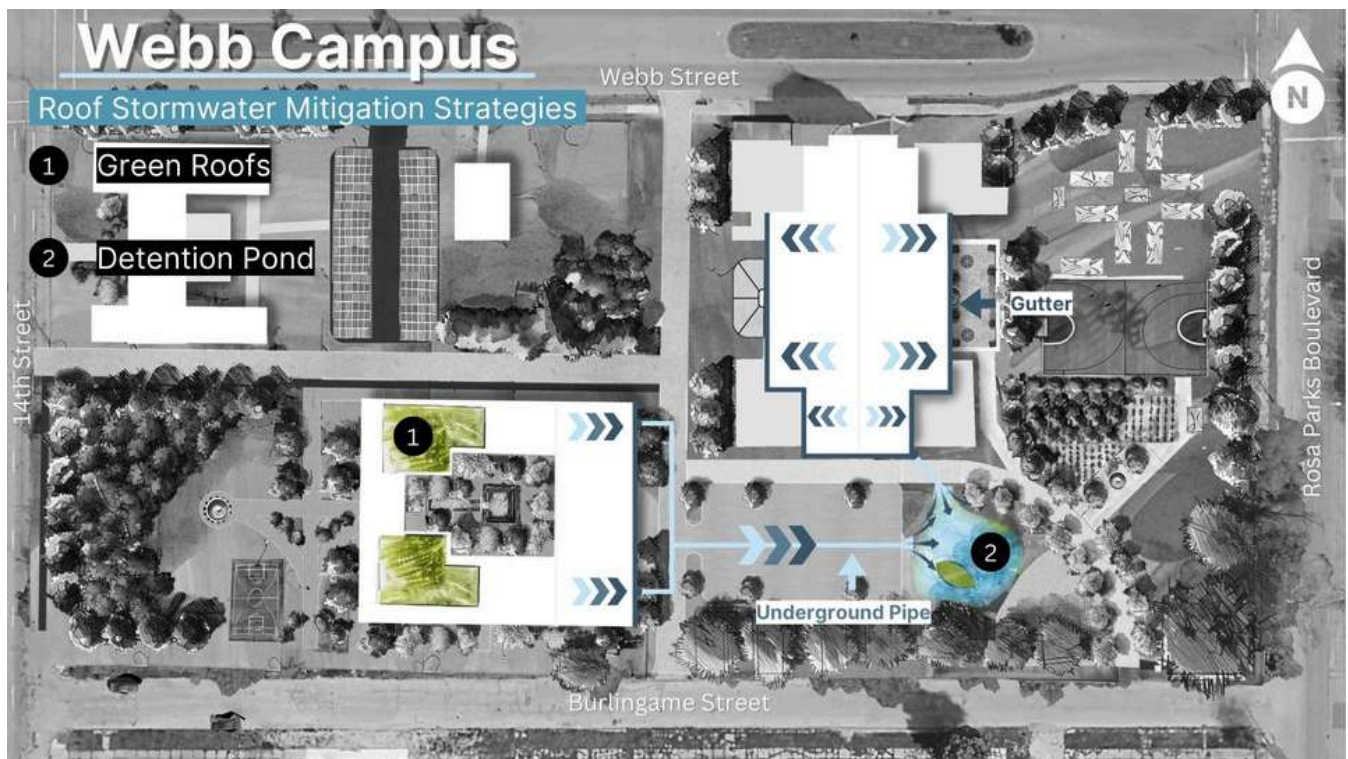 Webb Campus
Roof Stormwater Mitigation Strategies
Webb Street
N
1 Green Roofs
2 Detention Pond
14th Street
Rosa Parks Boulevard
Gutter
1
2
Underground Pipe
Burlingame Street